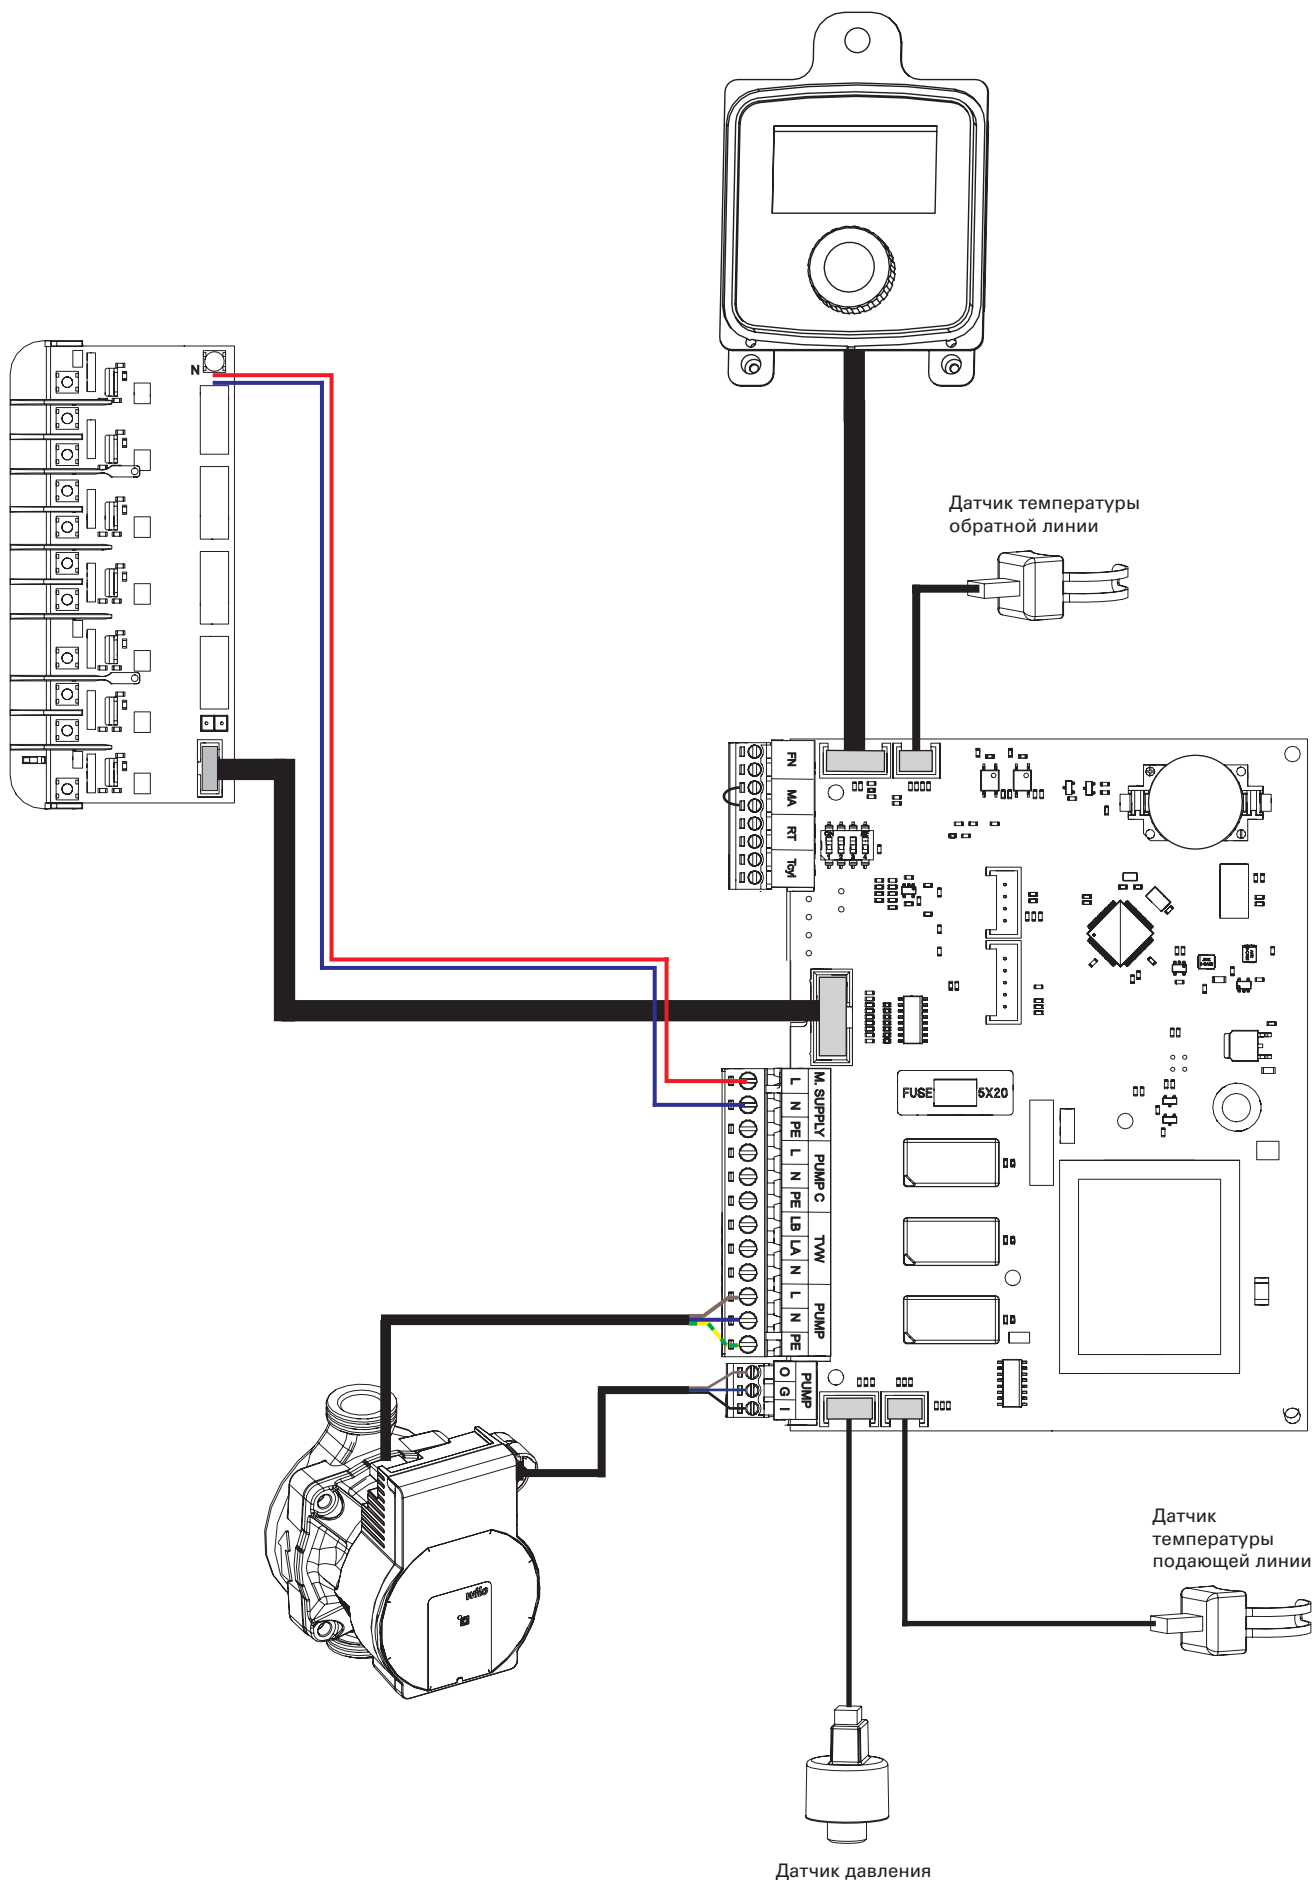 N
Датчик температуры
обратной линии
FN
MA
RT
Tcyl
FUSE 5X20
M. SUPPLY
L
N
PE
PUMP C
L
N
PE
TVW
LB
LA
N
PUMP
L
N
PE
PUMP
O
G
I
wilo
Датчик
температуры
подающей линии
Датчик давления